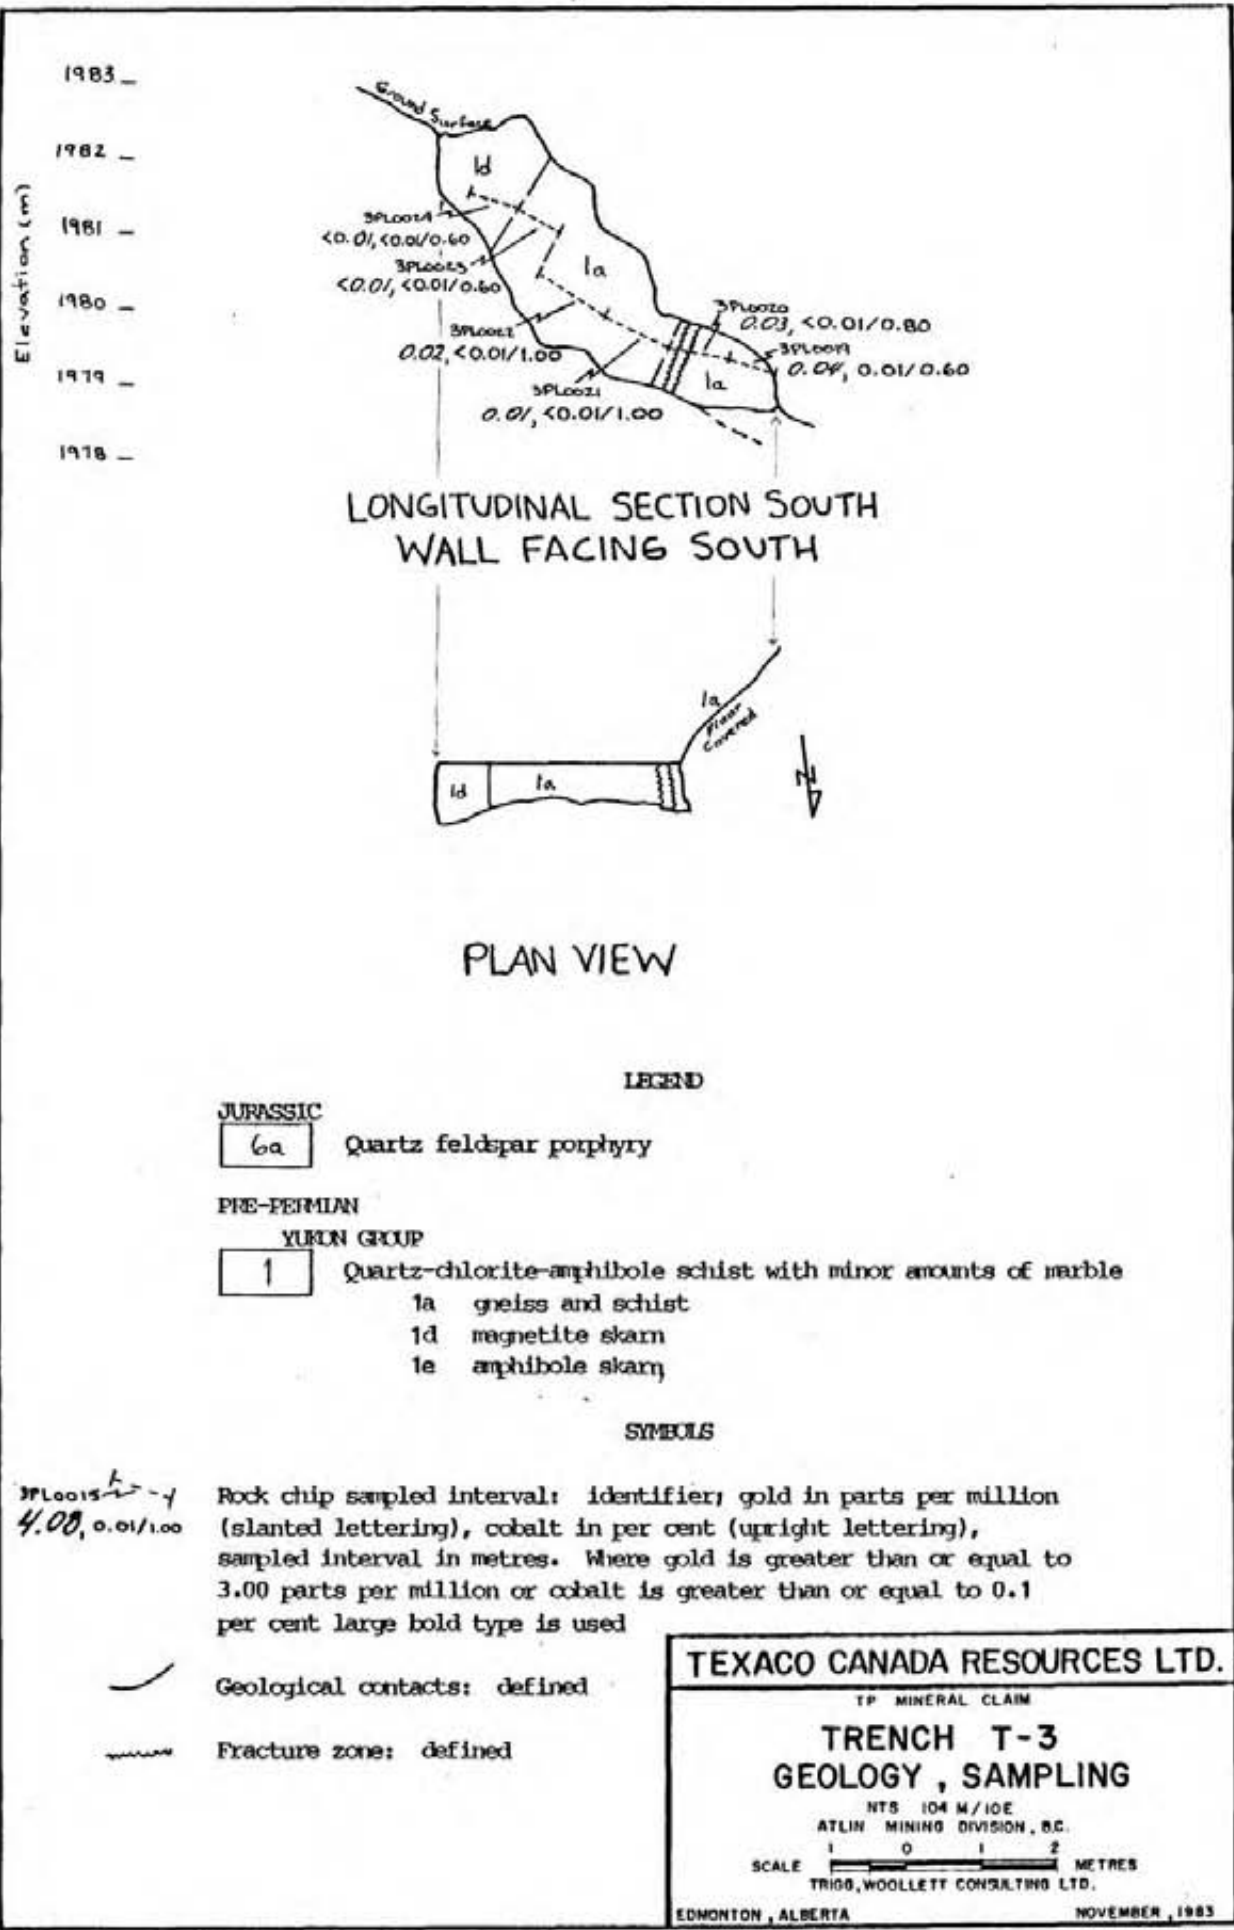 1983
1982
1981
1980
1979
1978
Elevation (m)
Ground Surface
1d
3PL0024
<0.01, <0.01/0.60
3PL0023
<0.01, <0.01/0.60
1a
3PL0022
0.02, <0.01/1.00
3PL0020
0.03, <0.01/0.80
3PL0019
0.04, 0.01/0.60
1a
3PL0021
0.01, <0.01/1.00
LONGITUDINAL SECTION SOUTH
WALL FACING SOUTH
1a
Floor
Covered
1d
1a
N
PLAN VIEW
LEGEND
JURASSIC
6a Quartz feldspar porphyry
PRE-PERMIAN
YUKON GROUP
1 Quartz-chlorite-amphibole schist with minor amounts of marble
1a gneiss and schist
1d magnetite skarn
1e amphibole skarn
SYMBOLS
3PL0015
4.08, 0.01/1.00
Rock chip sampled interval: identifier; gold in parts per million
(slanted lettering), cobalt in per cent (upright lettering),
sampled interval in metres. Where gold is greater than or equal to
3.00 parts per million or cobalt is greater than or equal to 0.1
per cent large bold type is used
Geological contacts: defined
Fracture zone: defined
TEXACO CANADA RESOURCES LTD.
TP MINERAL CLAIM
TRENCH T-3
GEOLOGY, SAMPLING
NTS 104 M/10E
ATLIN MINING DIVISION, B.C.
1 0 1 2
SCALE METRES
TRIGG, WOOLLETT CONSULTING LTD.
EDMONTON, ALBERTA NOVEMBER, 1983